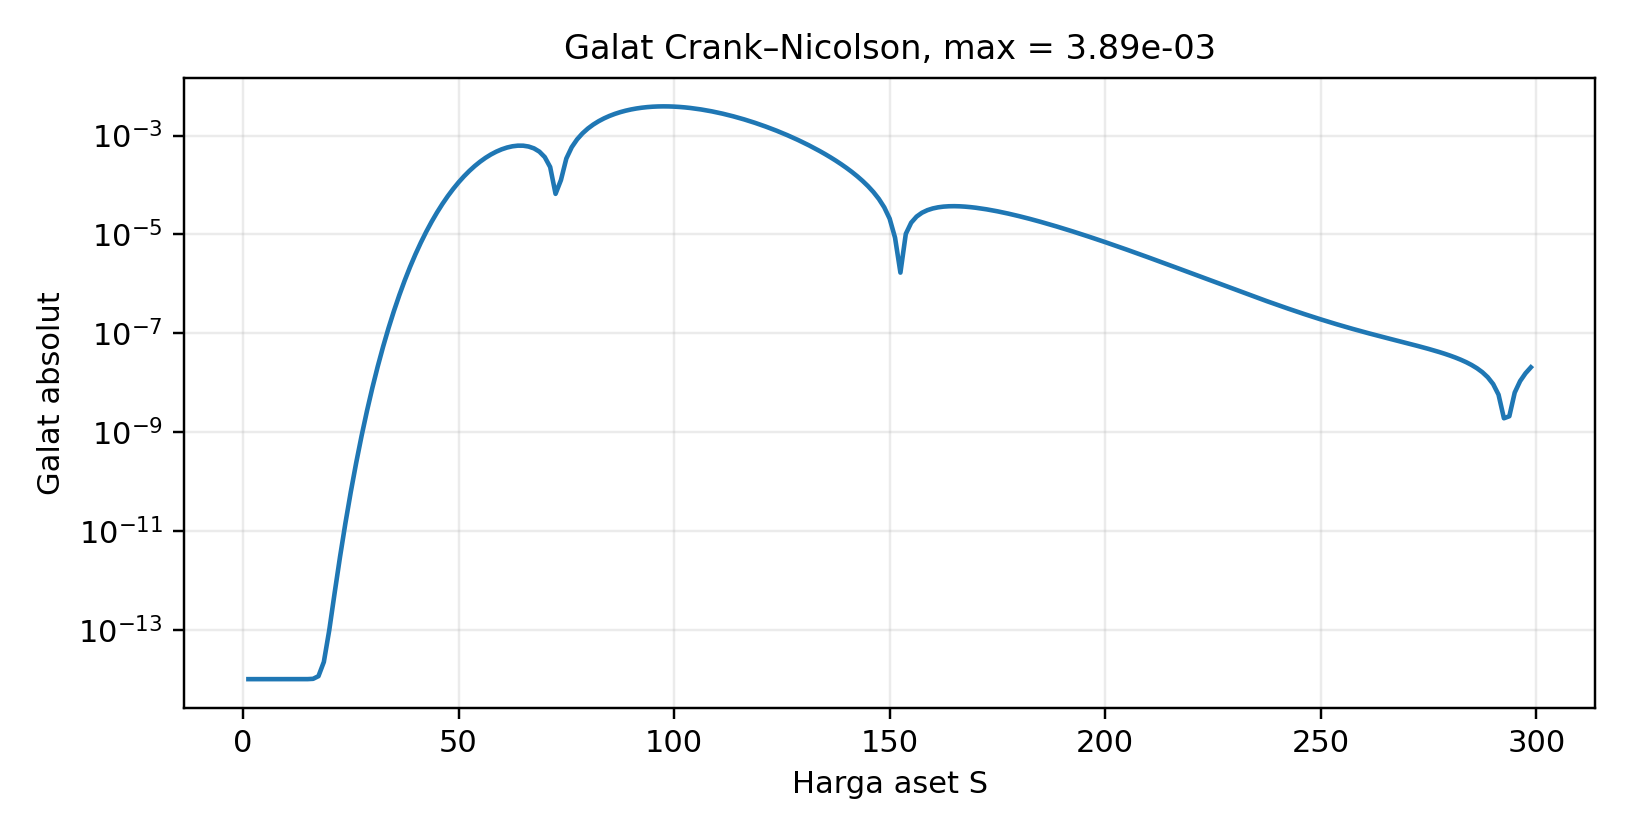 Galat Crank–Nicolson, max = 3.89e-03
Galat absolut
10⁻³
10⁻⁵
10⁻⁷
10⁻⁹
10⁻¹¹
10⁻¹³
0 50 100 150 200 250 300
Harga aset S